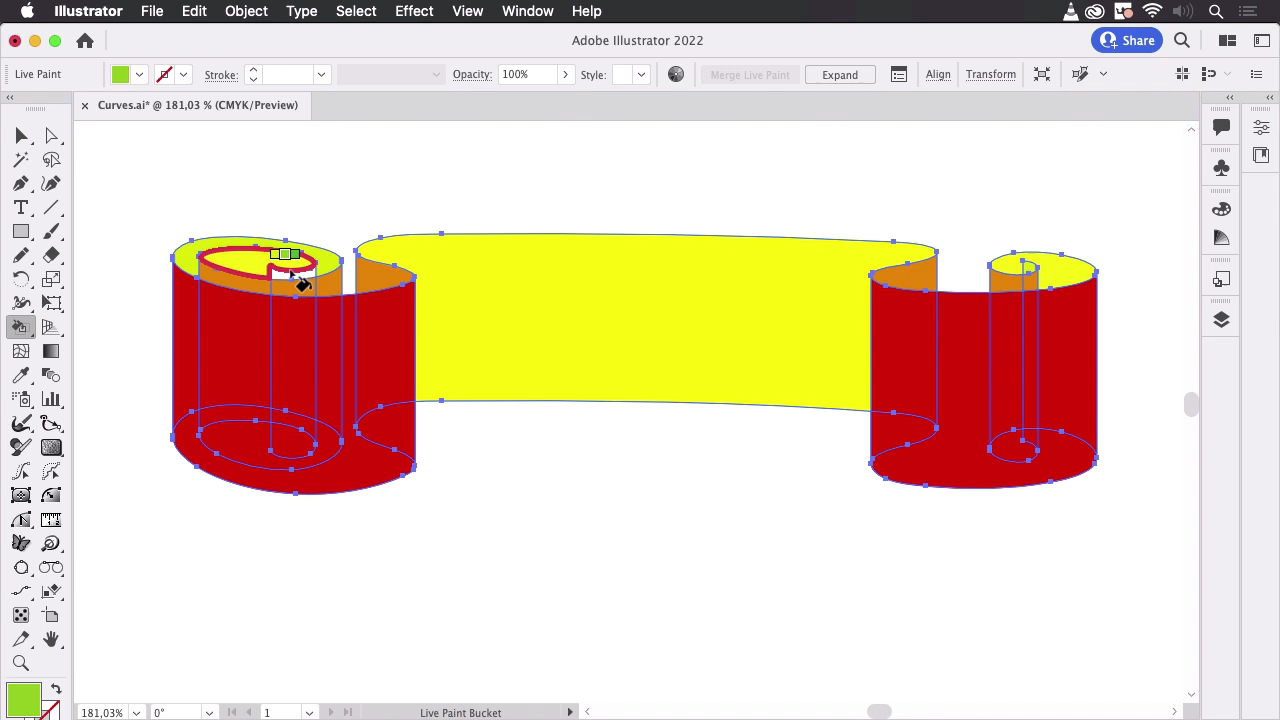 Illustrator File Edit Object Type Select Effect View Window Help
Adobe Illustrator 2022
Share
Live Paint
Stroke:
Opacity: 100%
Style:
Merge Live Paint
Expand
Align
Transform
Curves.ai* @ 181,03 % (CMYK/Preview)
181,03%
0°
1
Live Paint Bucket